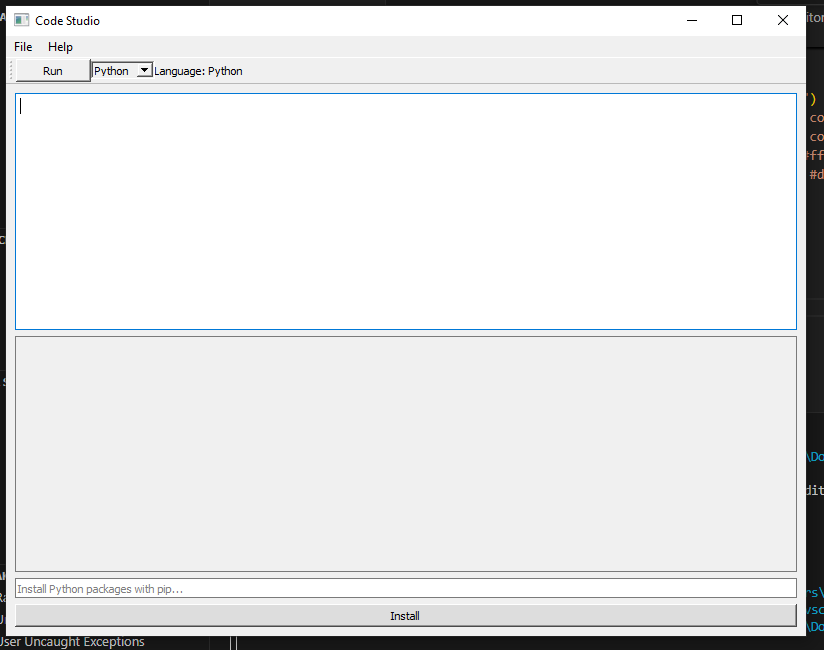 Code Studio
File Help
Run Python Language: Python
Install Python packages with pip...
Install
User Uncaught Exceptions